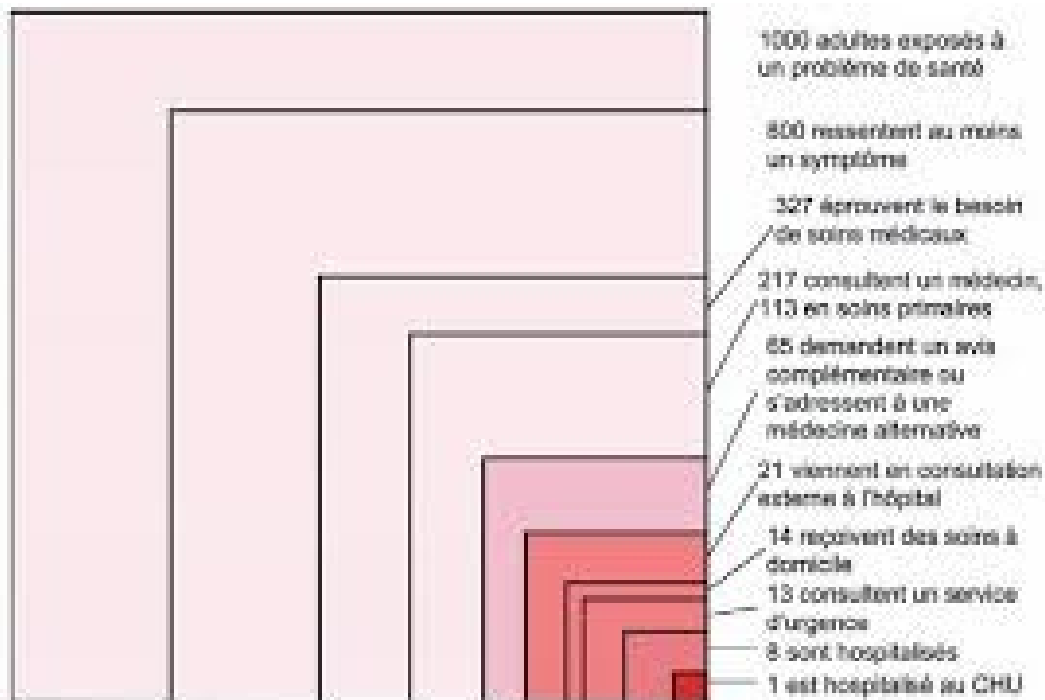 1000 adultes exposés à
un problème de santé
800 ressentent au moins
un symptôme
327 éprouvent le besoin
de soins médicaux
217 consultent un médecin,
113 en soins primaires
65 demandent un avis
complémentaire ou
s'adressent à une
médecine alternative
21 viennent en consultation
externe à l'hôpital
14 reçoivent des soins à
domicile
13 consultent un service
d'urgence
8 sont hospitalisés
1 est hospitalisé au CHU